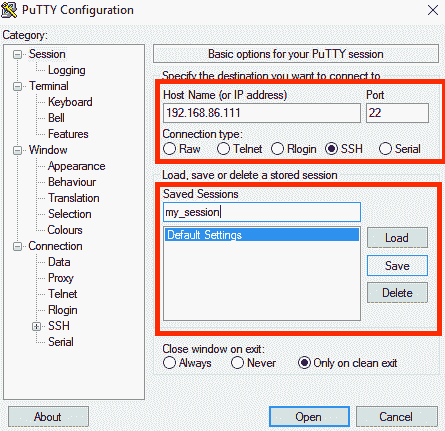 PuTTY Configuration
Category:
Session
Logging
Terminal
Keyboard
Bell
Features
Window
Appearance
Behaviour
Translation
Selection
Colours
Connection
Data
Proxy
Telnet
Rlogin
SSH
Serial
Basic options for your PuTTY session
Specify the destination you want to connect to
Host Name (or IP address) Port
192.168.86.111 22
Connection type:
Raw Telnet Rlogin SSH Serial
Load, save or delete a stored session
Saved Sessions
my_session
Default Settings
Load
Save
Delete
Close window on exit:
Always Never Only on clean exit
About Open Cancel